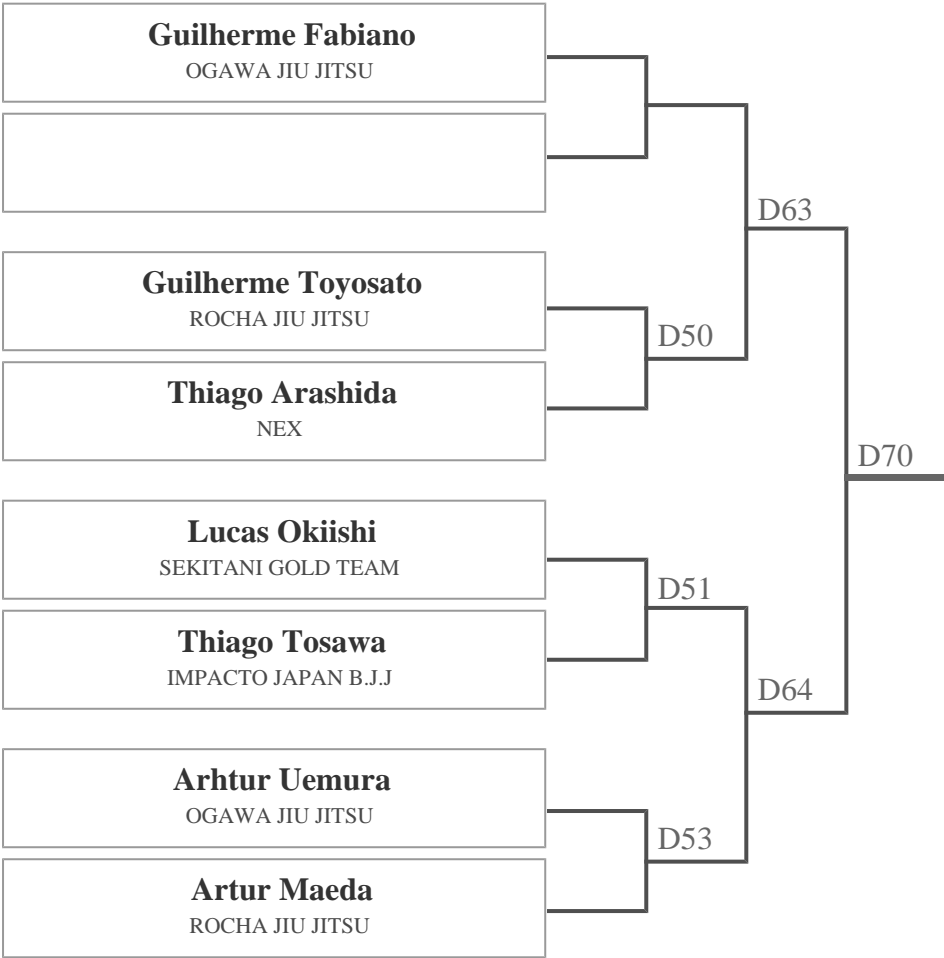 Guilherme Fabiano
OGAWA JIU JITSU
D63
Guilherme Toyosato
ROCHA JIU JITSU
D50
Thiago Arashida
NEX
D70
Lucas Okiishi
SEKITANI GOLD TEAM
D51
Thiago Tosawa
IMPACTO JAPAN B.J.J
D64
Arhtur Uemura
OGAWA JIU JITSU
D53
Artur Maeda
ROCHA JIU JITSU